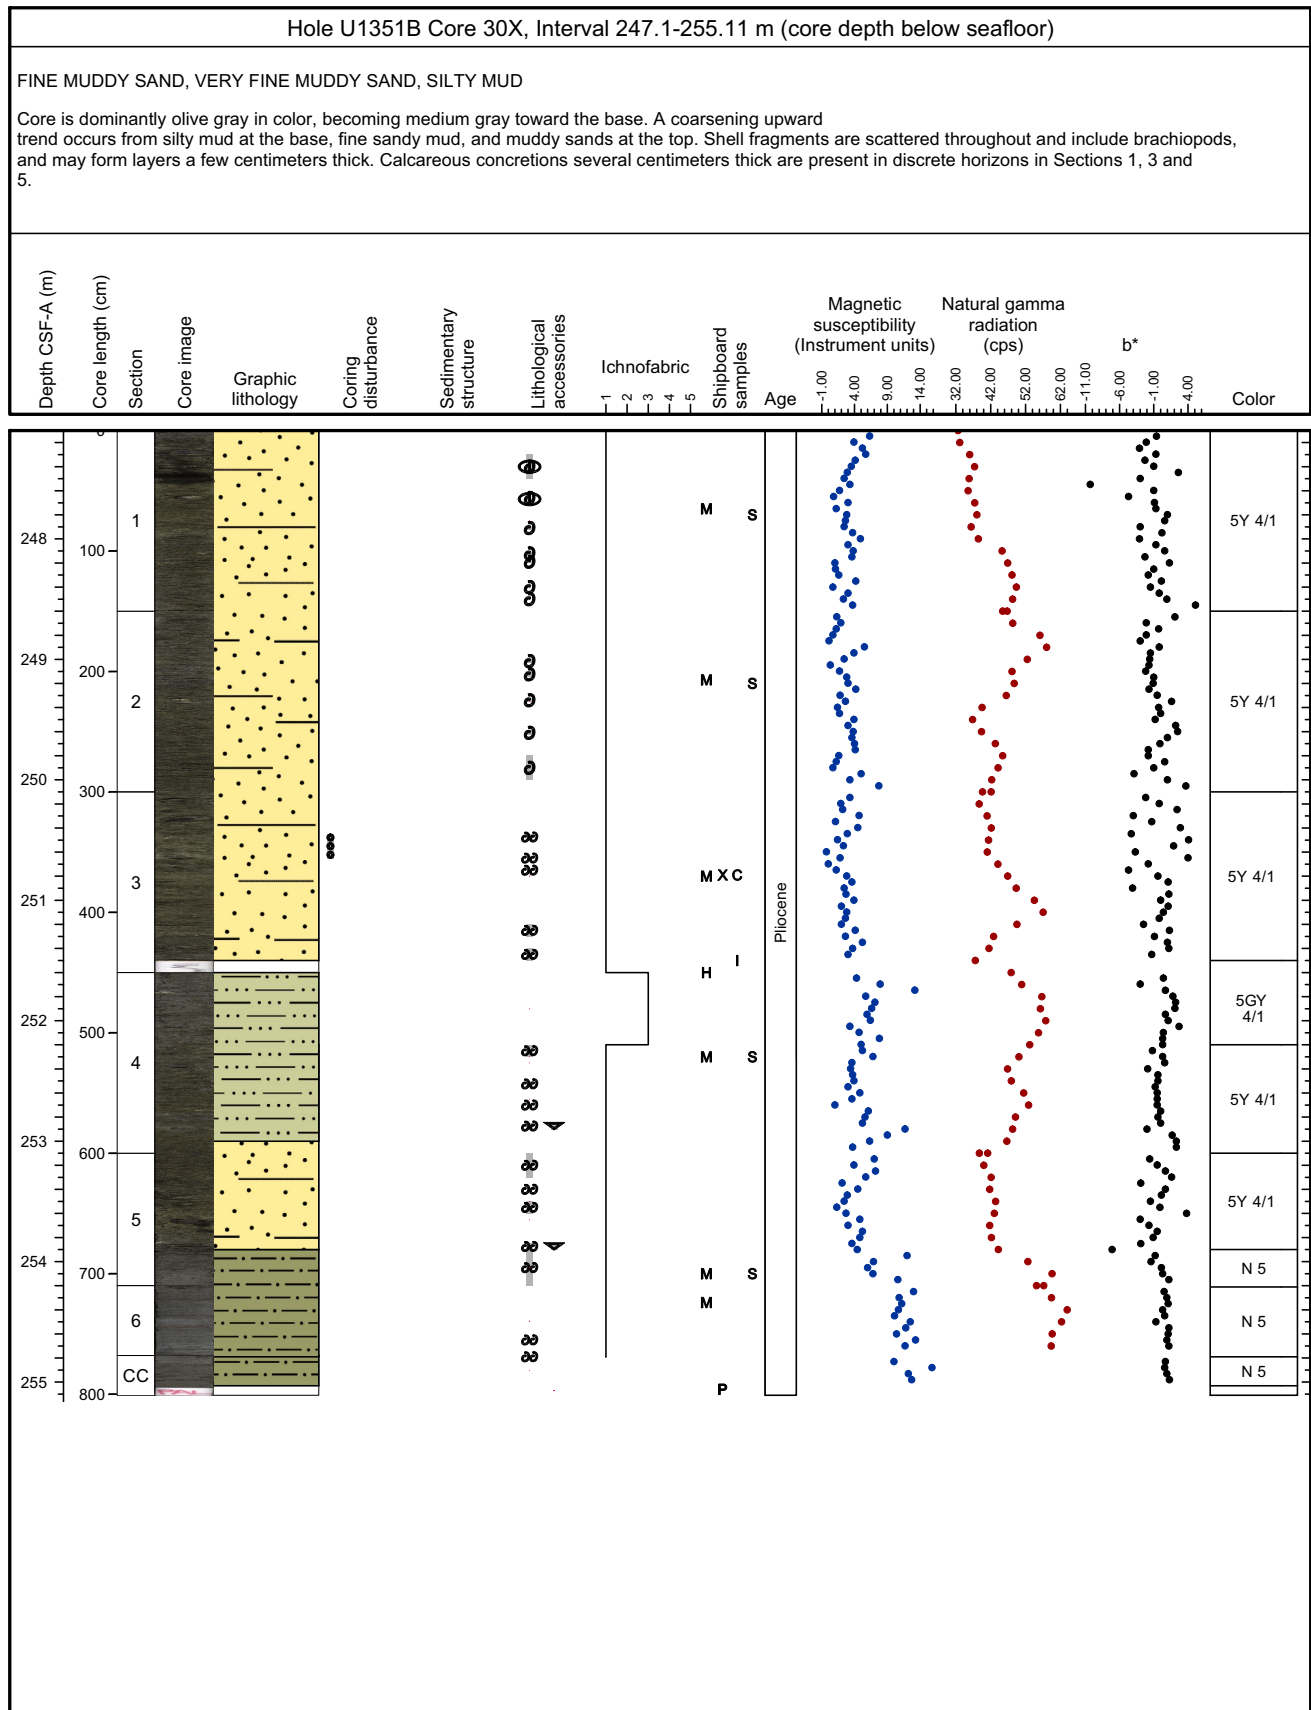 Hole U1351B Core 30X, Interval 247.1-255.11 m (core depth below seafloor)
FINE MUDDY SAND, VERY FINE MUDDY SAND, SILTY MUD
Core is dominantly olive gray in color, becoming medium gray toward the base. A coarsening upward
trend occurs from silty mud at the base, fine sandy mud, and muddy sands at the top. Shell fragments are scattered throughout and include brachiopods,
and may form layers a few centimeters thick. Calcareous concretions several centimeters thick are present in discrete horizons in Sections 1, 3 and
5.
Depth CSF-A (m)
Core length (cm)
Section
Core image
Graphic
lithology
Coring
disturbance
Sedimentary
structure
Lithological
accessories
Ichnofabric
1 2 3 4 5
Shipboard
samples
Age
Magnetic
susceptibility
(Instrument units)
-1.00 4.00 9.00 14.00
Natural gamma
radiation
(cps)
32.00 42.00 52.00 62.00
b*
-11.00 -6.00 -1.00 4.00
Color
0
1
M
S
5Y 4/1
248
100
249
200
2
M
S
5Y 4/1
250
300
3
M X C
5Y 4/1
251
400
Pliocene
I
H
252
500
4
5GY
4/1
M
S
5Y 4/1
253
600
5
5Y 4/1
254
700
M
S
N 5
M
6
N 5
CC
N 5
255
800
P